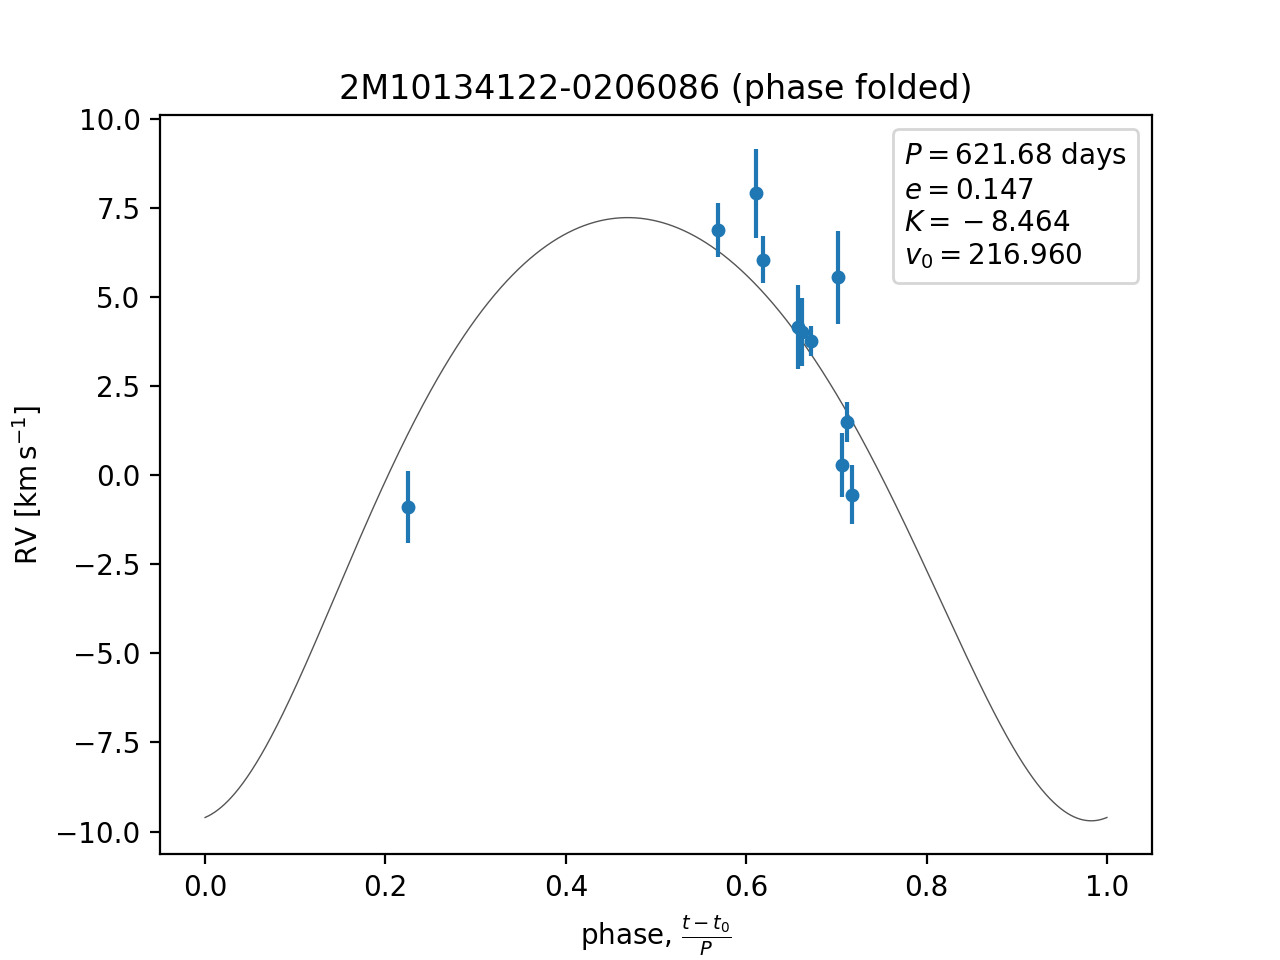 2M10134122-0206086 (phase folded)
P = 621.68 days
e = 0.147
K = −8.464
v₀ = 216.960
RV [km s⁻¹]
10.0
7.5
5.0
2.5
0.0
−2.5
−5.0
−7.5
−10.0
0.0 0.2 0.4 0.6 0.8 1.0
phase, (t − t₀)/P